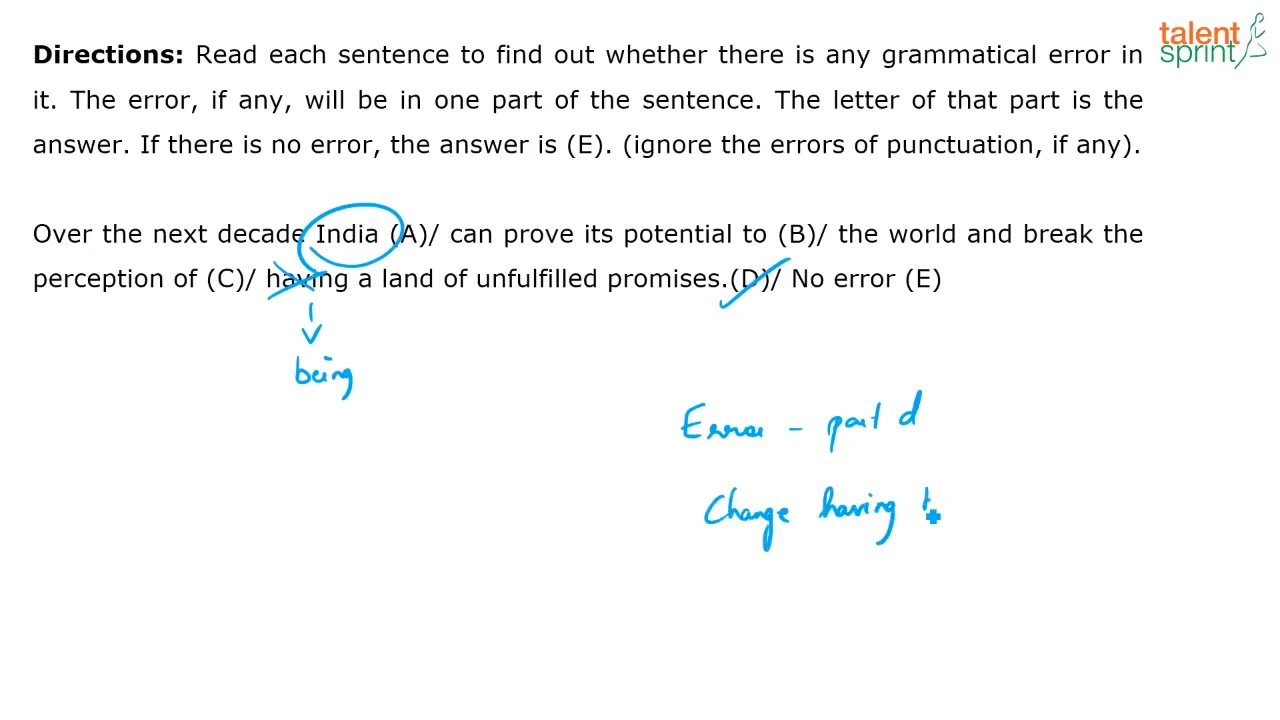 talent
sprint
Directions: Read each sentence to find out whether there is any grammatical error in
it. The error, if any, will be in one part of the sentence. The letter of that part is the
answer. If there is no error, the answer is (E). (ignore the errors of punctuation, if any).
Over the next decade India (A)/ can prove its potential to (B)/ the world and break the
perception of (C)/ having a land of unfulfilled promises.(D)/ No error (E)
being
Error - part d
Change having t